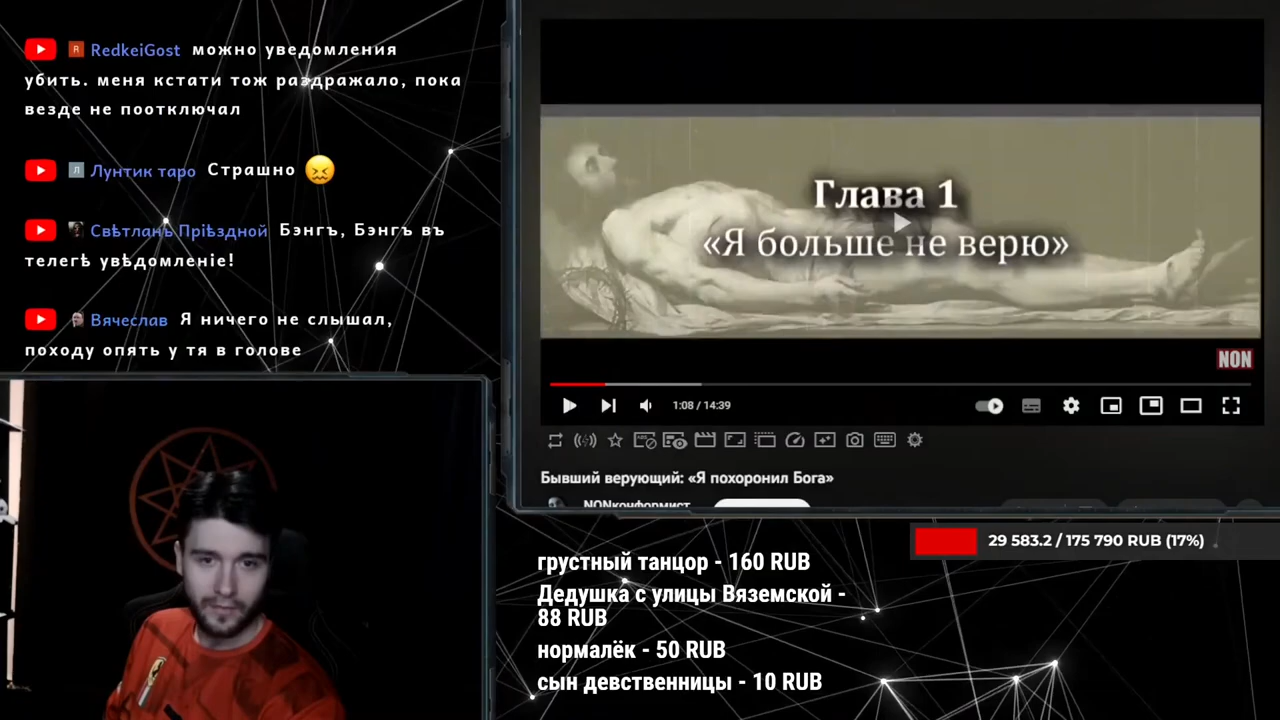 RedkeiGost можно уведомления
убить. меня кстати тож раздражало, пока
везде не поотключал
Лунтик таро Страшно
Свѣтланѣ Пріѣздной Бэнгъ, Бэнгъ въ
телегѣ увѣдомленіе!
Вячеслав Я ничего не слышал,
походу опять у тя в голове
Глава 1
«Я больше не верю»
NON
1:08 / 14:39
Бывший верующий: «Я похоронил Бога»
NONконформист
29 583.2 / 175 790 RUB (17%)
грустный танцор - 160 RUB
Дедушка с улицы Вяземской -
88 RUB
нормалёк - 50 RUB
сын девственницы - 10 RUB